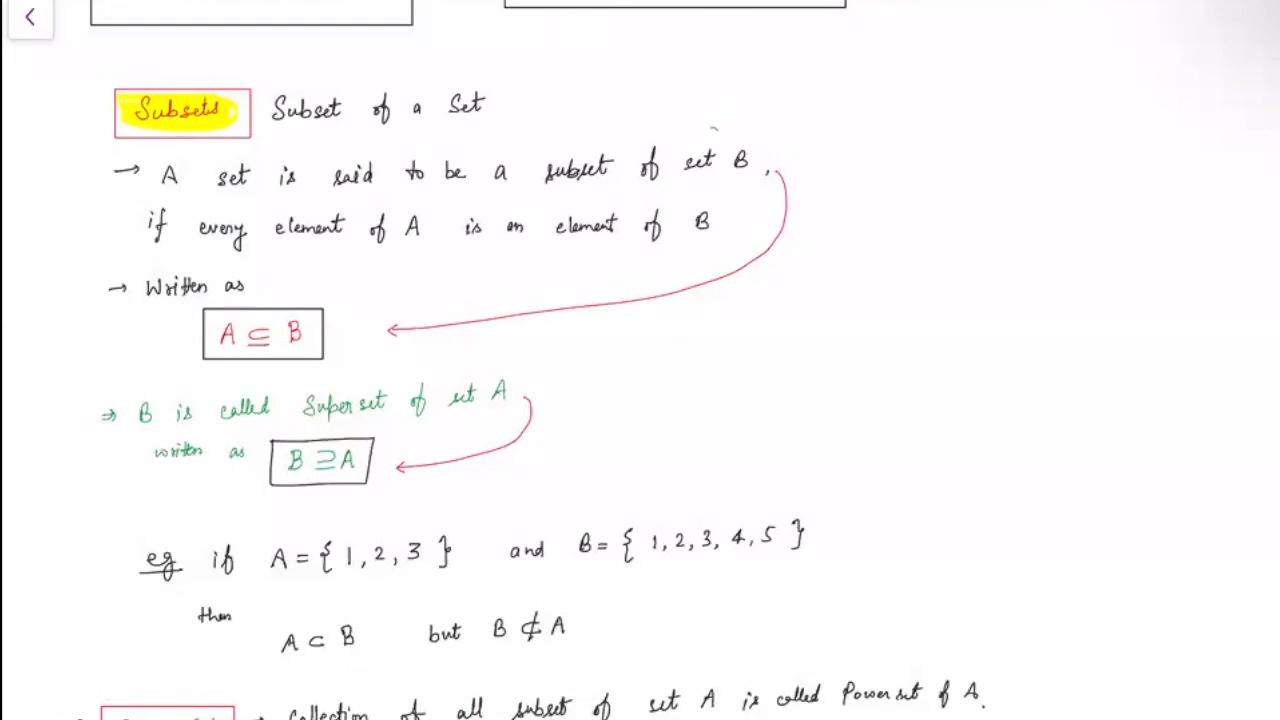 Subsets Subset of a Set
→ A set is said to be a subset of set B,
if every element of A is an element of B
→ Written as
A ⊆ B
⇒ B is called Superset of set A
written as B ⊇ A
eg if A = { 1, 2, 3 } and B = { 1, 2, 3, 4, 5 }
then
A ⊂ B but B ⊄ A
→ Collection of all subset of set A is called Powerset of A.